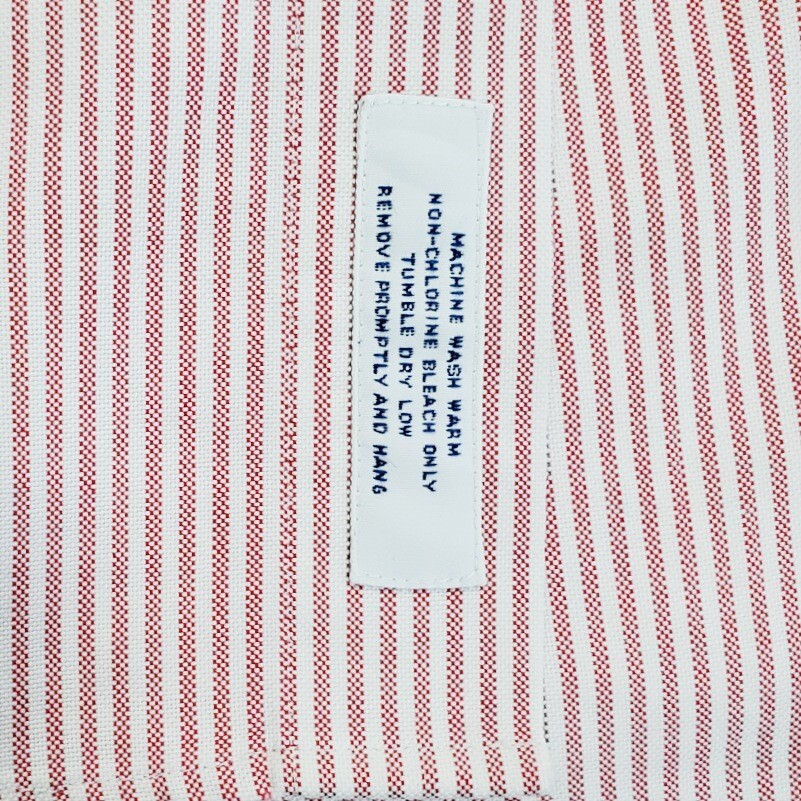 MACHINE WASH WARM
NON-CHLORINE BLEACH ONLY
TUMBLE DRY LOW
REMOVE PROMPTLY AND HANG